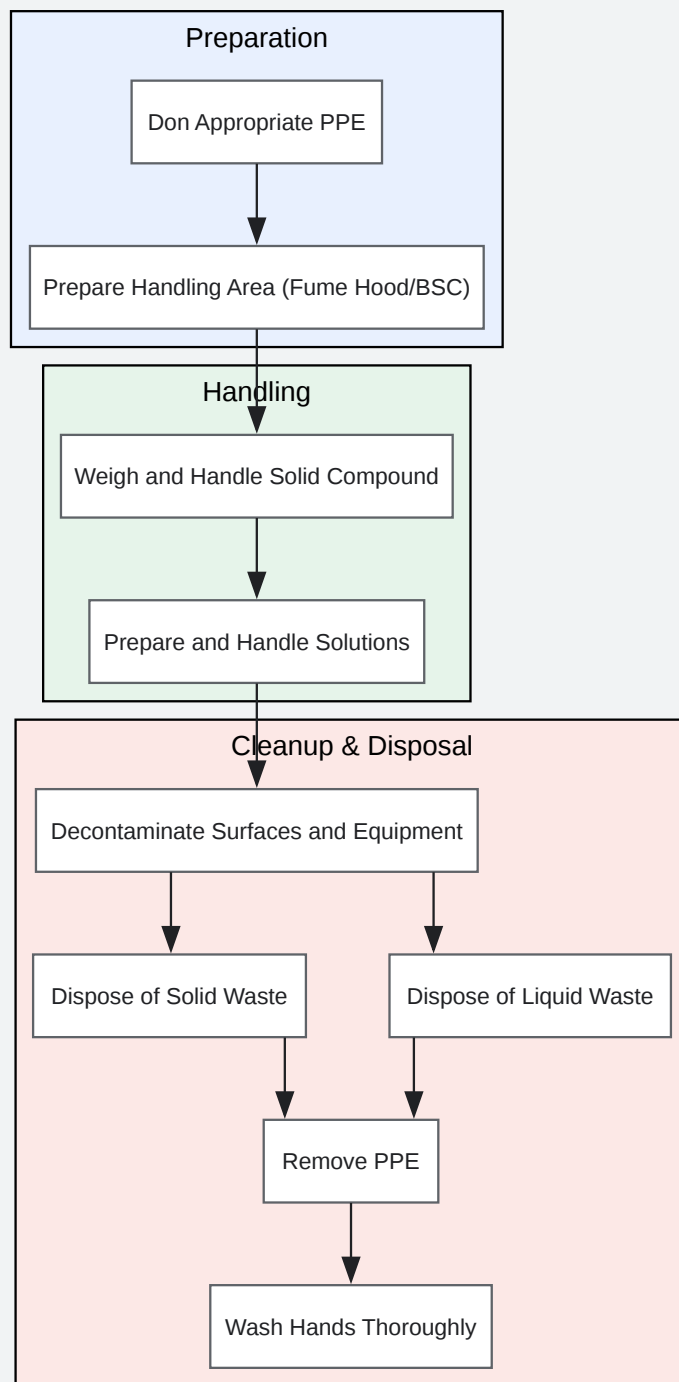 Preparation
Don Appropriate PPE
Prepare Handling Area (Fume Hood/BSC)
Handling
Weigh and Handle Solid Compound
Prepare and Handle Solutions
Cleanup & Disposal
Decontaminate Surfaces and Equipment
Dispose of Solid Waste
Dispose of Liquid Waste
Remove PPE
Wash Hands Thoroughly